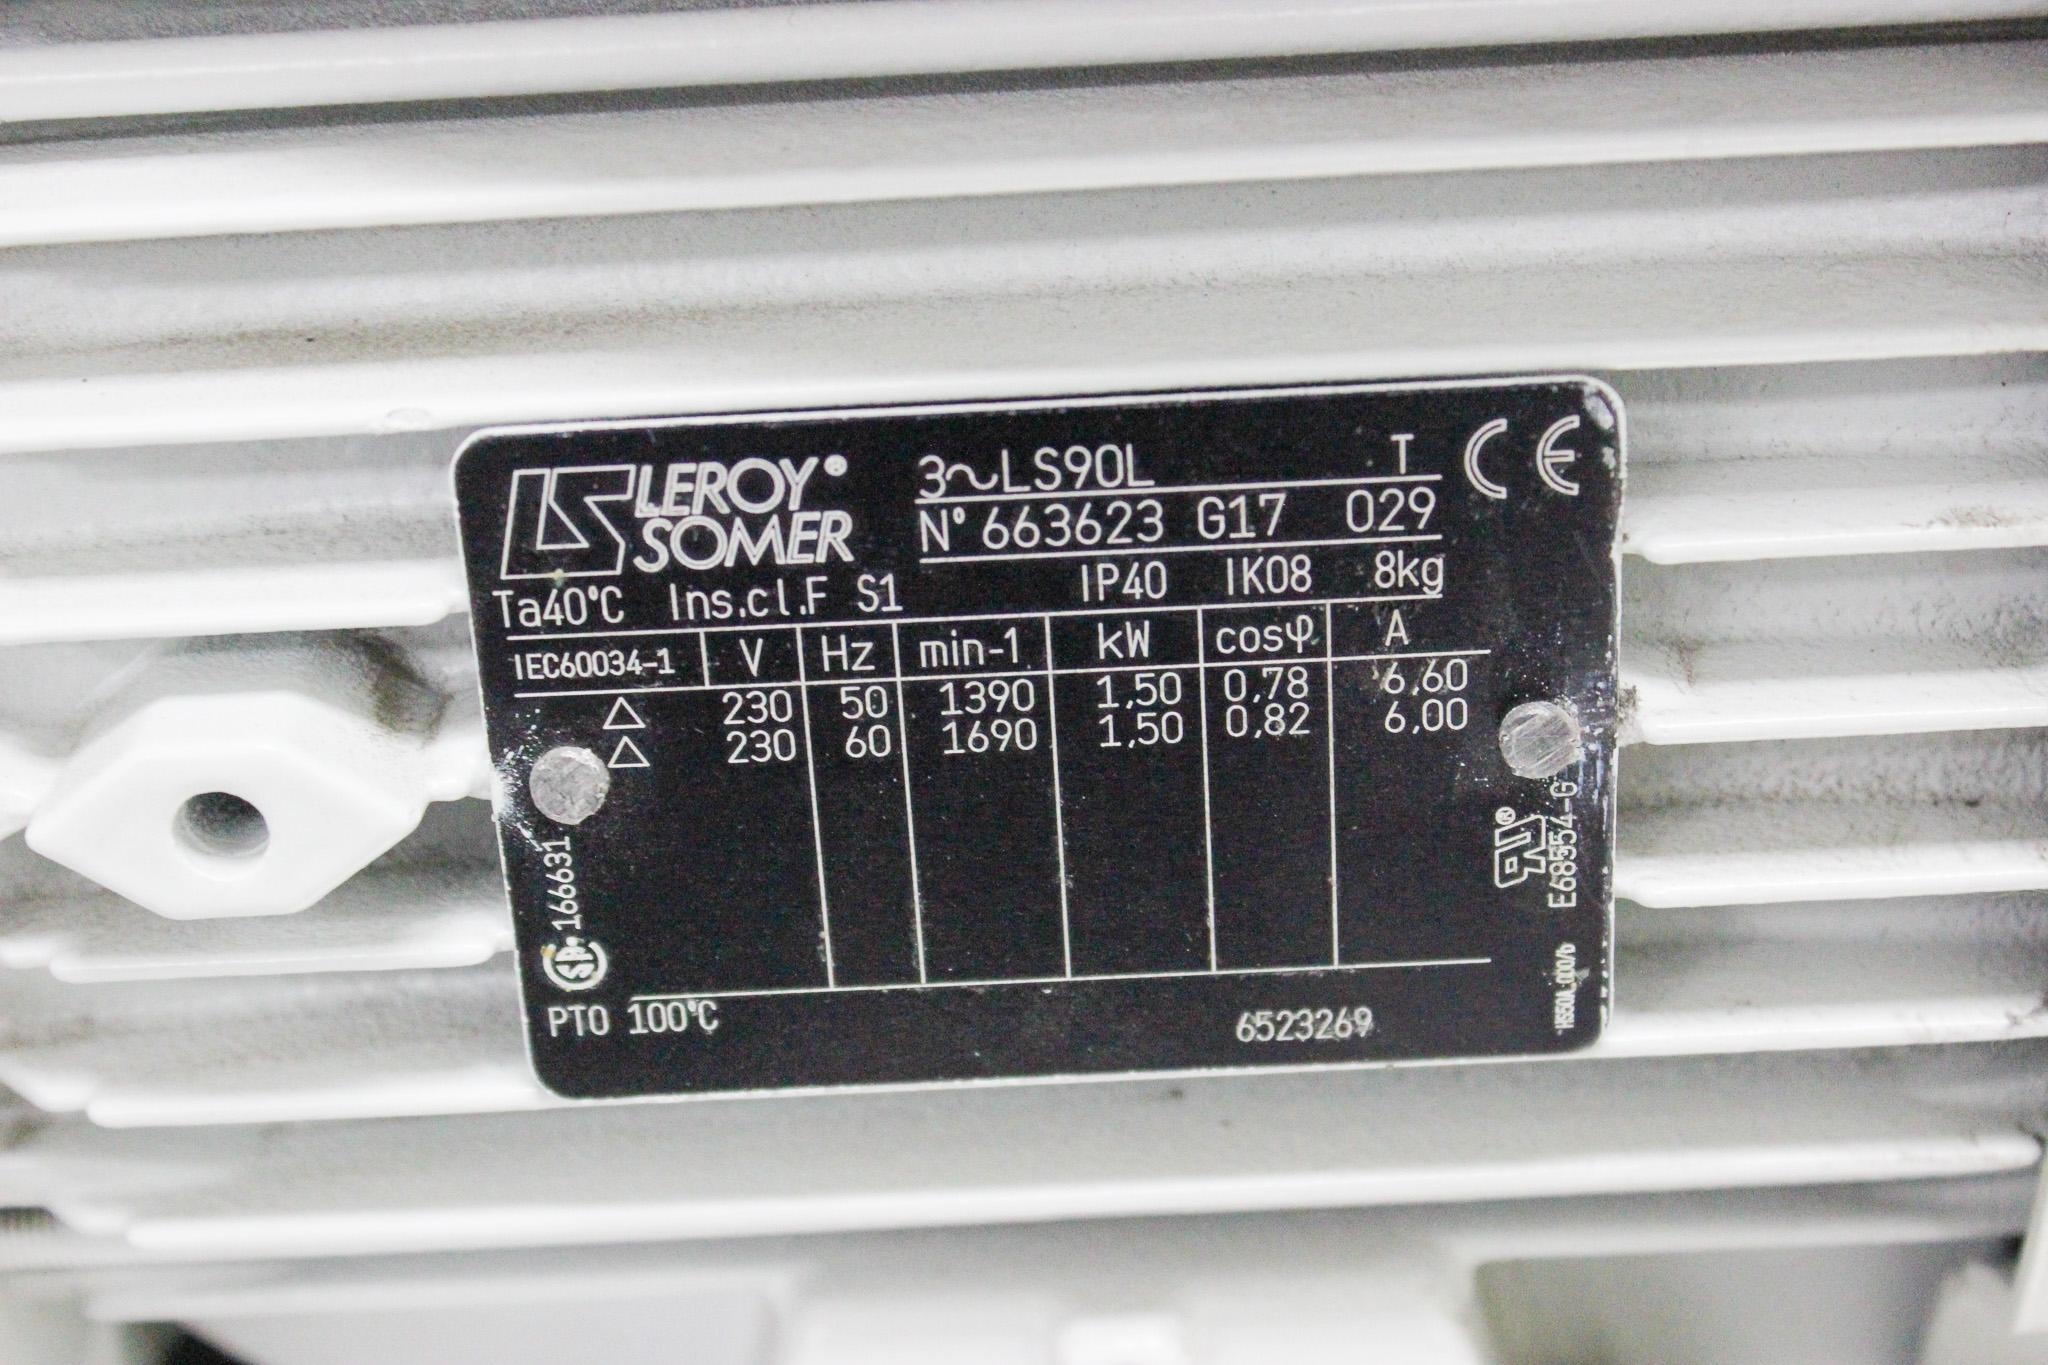 LEROY®
SOMER
3~LS90L T CE
N° 663623 G17 029
Ta40°C Ins.cl.F S1 IP40 IK08 8kg
IEC60034-1 V Hz min-1 kW cosφ A
△ 230 50 1390 1,50 0,78 6,60
△ 230 60 1690 1,50 0,82 6,00
166631
E68554-G
PTO 100°C
6523269